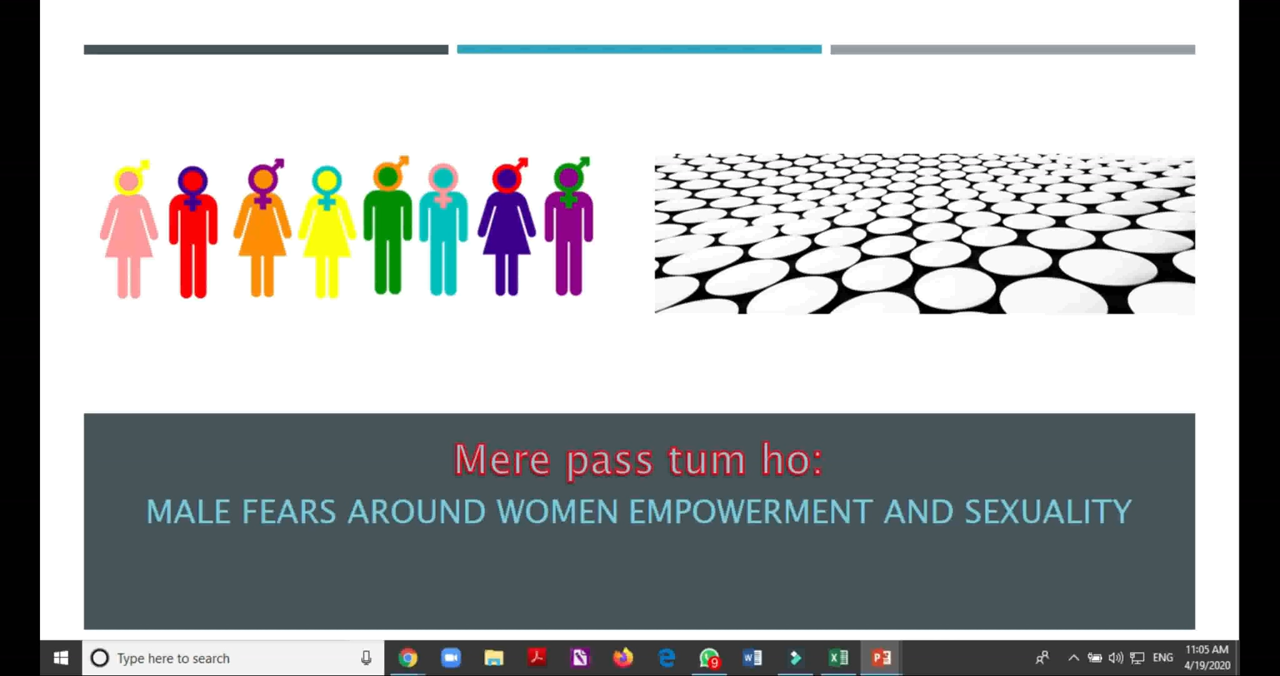 Mere pass tum ho:
MALE FEARS AROUND WOMEN EMPOWERMENT AND SEXUALITY
Type here to search
9
ENG
11:05 AM
4/19/2020